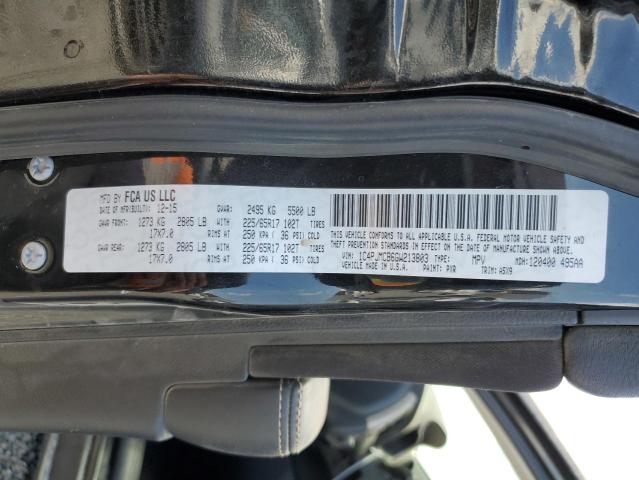 MFD BY FCA US LLC
DATE OF MFR(BUILT): 12-15 GVWR: 2495 KG 5500 LB
GAWR FRONT: 1273 KG 2805 LB WITH 225/65R17 102T TIRES
17X7.0 RIMS AT 250 KPA ( 36 PSI) COLD
GAWR REAR: 1273 KG 2805 LB WITH 225/65R17 102T TIRES
17X7.0 RIMS AT 250 KPA ( 36 PSI) COLD
THIS VEHICLE CONFORMS TO ALL APPLICABLE U.S.A. FEDERAL MOTOR VEHICLE SAFETY,
BUMPER, AND THEFT PREVENTION STANDARDS IN EFFECT ON THE DATE OF MANUFACTURE SHOWN ABOVE.
VIN: 1C4PJMCB6GW213803 TYPE: MPV MDH: 120400 495AA
VEHICLE MADE IN U.S.A. PAINT: PXR TRIM: A5X9